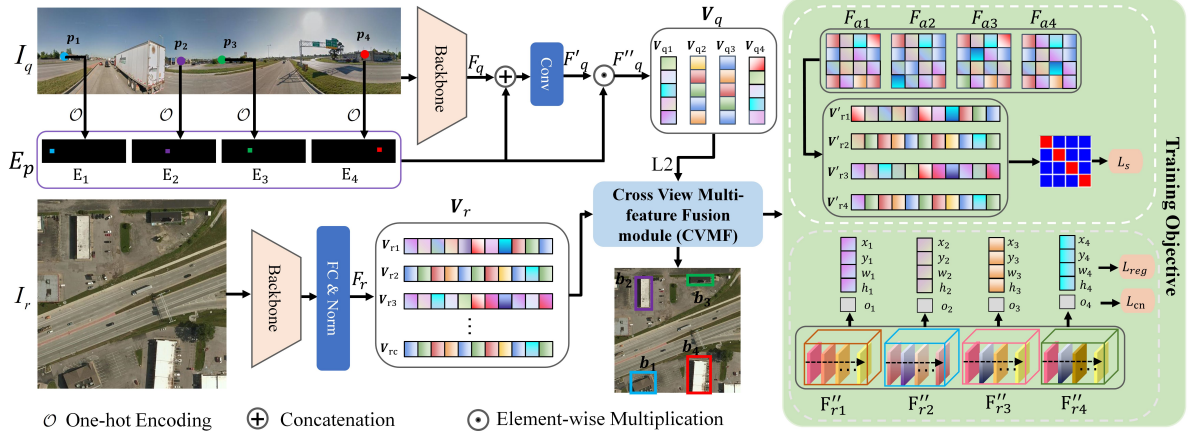 I_q
p_1
p_2
p_3
p_4
𝒪
𝒪
𝒪
𝒪
E_p
E_1
E_2
E_3
E_4
Backbone
F_q
Conv
F'_q
F''_q
V_q
V_q1
V_q2
V_q3
V_q4
L2
Cross View Multi-
feature Fusion
module (CVMF)
I_r
Backbone
FC & Norm
F_r
V_r
V_r1
V_r2
V_r3
V_rc
b_2
b_3
b_1
b_4
F_a1
F_a2
F_a3
F_a4
V'_r1
V'_r2
V'_r3
V'_r4
L_s
Training Objective
x_1
y_1
w_1
h_1
o_1
x_2
y_2
w_2
h_2
o_2
x_3
y_3
w_3
h_3
o_3
x_4
y_4
w_4
h_4
o_4
L_reg
L_cn
F''_r1
F''_r2
F''_r3
F''_r4
𝒪 One-hot Encoding
Concatenation
Element-wise Multiplication